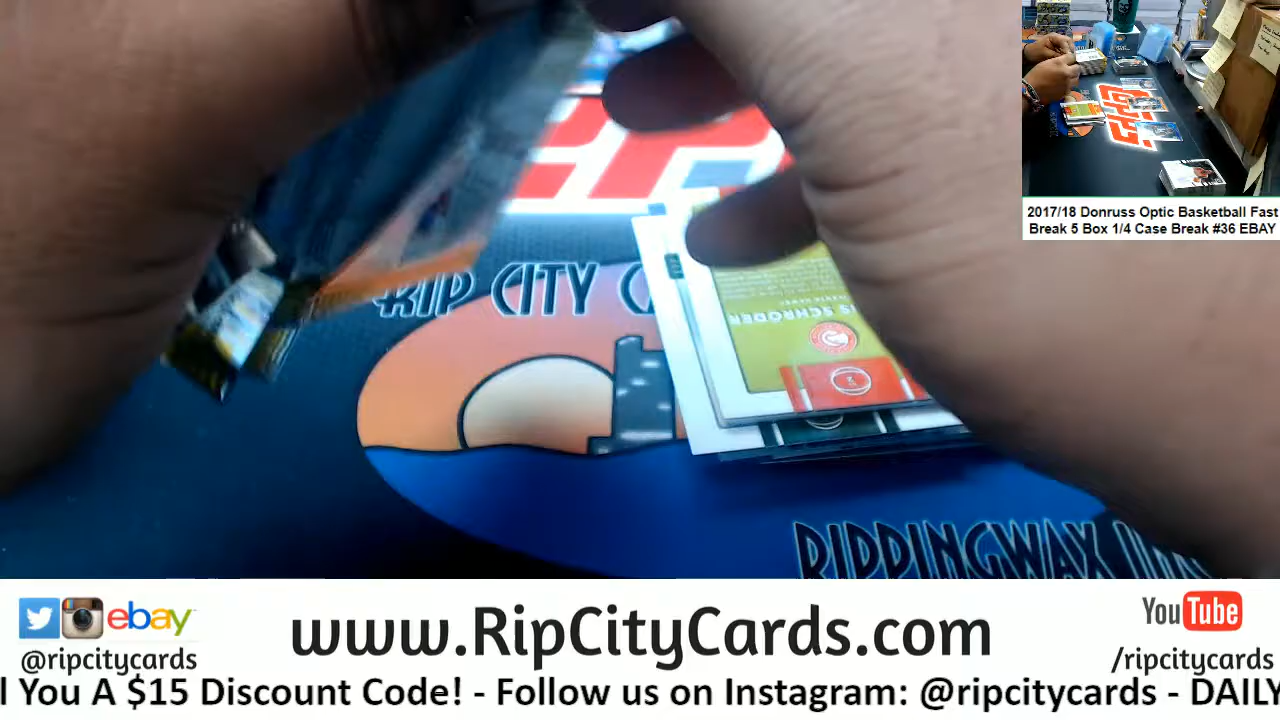 2017/18 Donruss Optic Basketball Fast
Break 5 Box 1/4 Case Break #36 EBAY
RIP CITY
SCHRÖDER
RIPPINGWAX
ebay
@ripcitycards
www.RipCityCards.com
YouTube
/ripcitycards
l You A $15 Discount Code! - Follow us on Instagram: @ripcitycards - DAILY